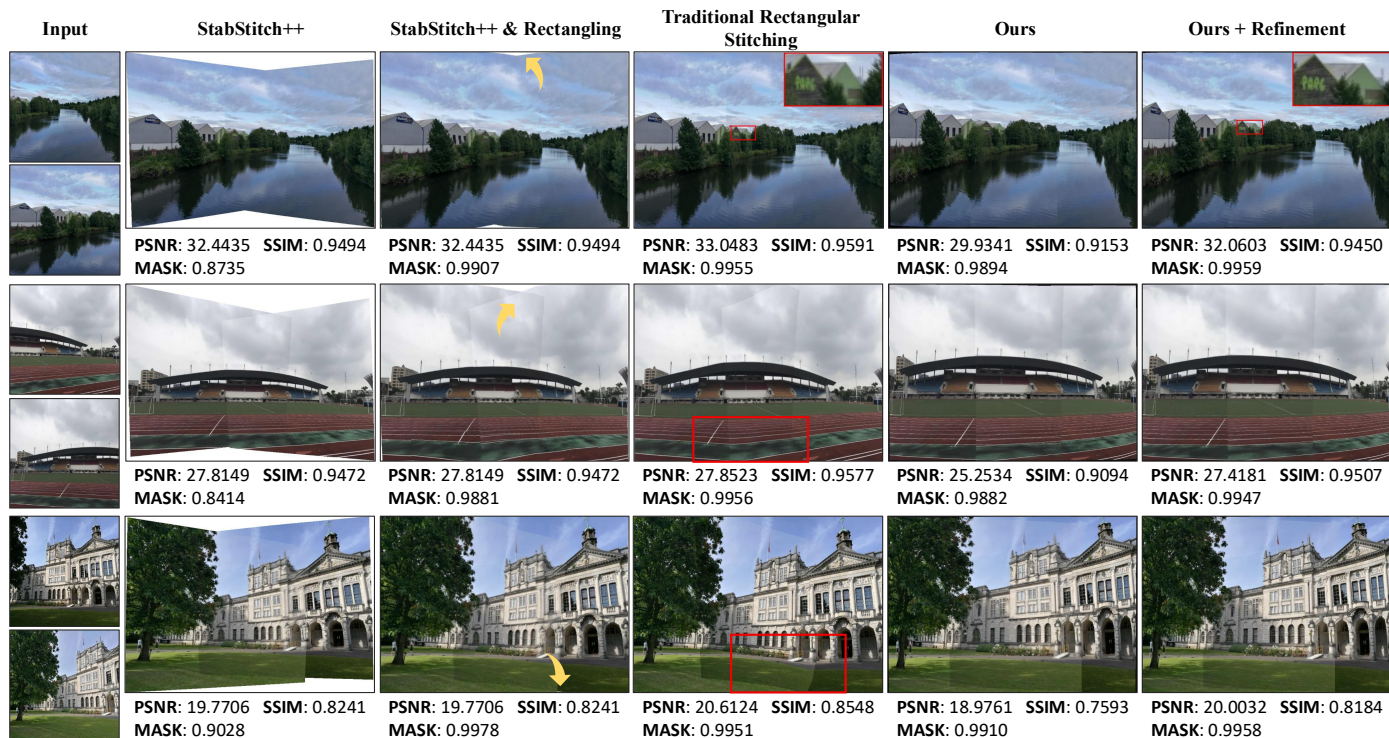 Input
StabStitch++
StabStitch++ & Rectangling
Traditional Rectangular
Stitching
Ours
Ours + Refinement
PARC
PARC
PSNR: 32.4435 SSIM: 0.9494
MASK: 0.8735
PSNR: 32.4435 SSIM: 0.9494
MASK: 0.9907
PSNR: 33.0483 SSIM: 0.9591
MASK: 0.9955
PSNR: 29.9341 SSIM: 0.9153
MASK: 0.9894
PSNR: 32.0603 SSIM: 0.9450
MASK: 0.9959
PSNR: 27.8149 SSIM: 0.9472
MASK: 0.8414
PSNR: 27.8149 SSIM: 0.9472
MASK: 0.9881
PSNR: 27.8523 SSIM: 0.9577
MASK: 0.9956
PSNR: 25.2534 SSIM: 0.9094
MASK: 0.9882
PSNR: 27.4181 SSIM: 0.9507
MASK: 0.9947
PSNR: 19.7706 SSIM: 0.8241
MASK: 0.9028
PSNR: 19.7706 SSIM: 0.8241
MASK: 0.9978
PSNR: 20.6124 SSIM: 0.8548
MASK: 0.9951
PSNR: 18.9761 SSIM: 0.7593
MASK: 0.9910
PSNR: 20.0032 SSIM: 0.8184
MASK: 0.9958